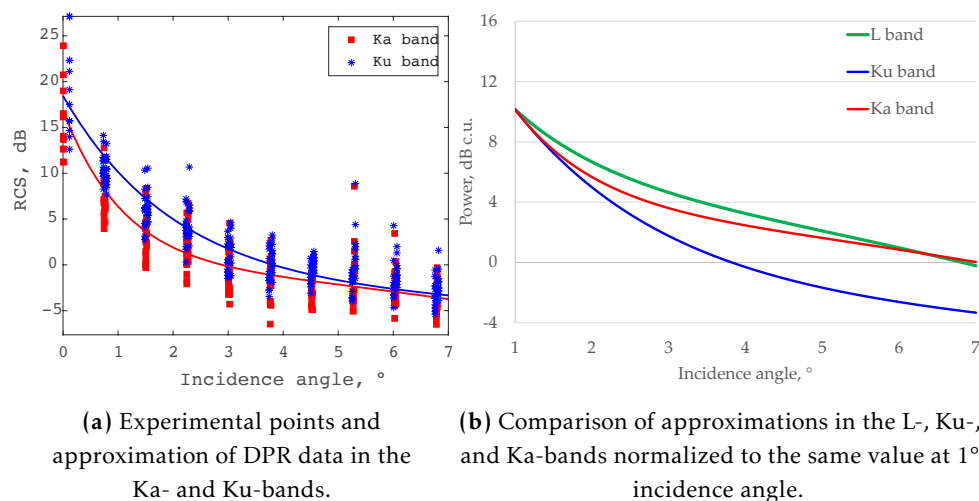 25
20
15
10
5
0
−5
RCS, dB
0 1 2 3 4 5 6 7
Incidence angle, °
Ka band
Ku band
16
12
8
4
0
-4
Power, dB c.u.
1 2 3 4 5 6 7
Incidence angle, °
L band
Ku band
Ka band
(a) Experimental points and
approximation of DPR data in the
Ka- and Ku-bands.
(b) Comparison of approximations in the L-, Ku-,
and Ka-bands normalized to the same value at 1°
incidence angle.